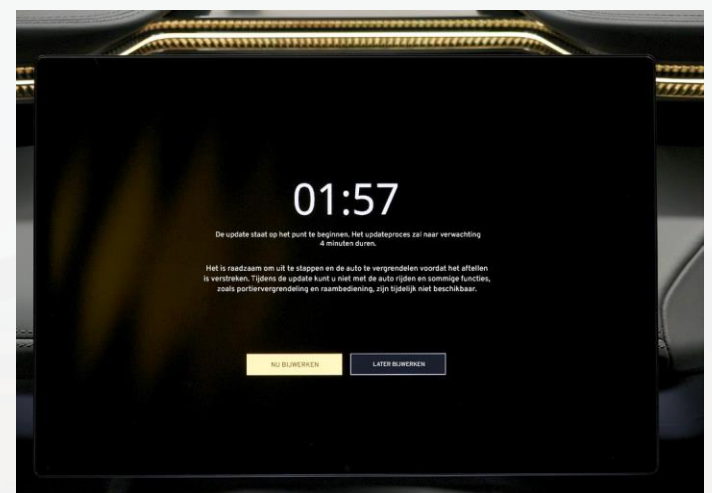 01:57
De update staat op het punt te beginnen. Het updateproces zal naar verwachting
4 minuten duren.
Het is raadzaam om uit te stappen en de auto te vergrendelen voordat het aftellen
is verstreken. Tijdens de update kunt u niet met de auto rijden en sommige functies,
zoals portiervergrendeling en raambediening, zijn tijdelijk niet beschikbaar.
NU BIJWERKEN
LATER BIJWERKEN